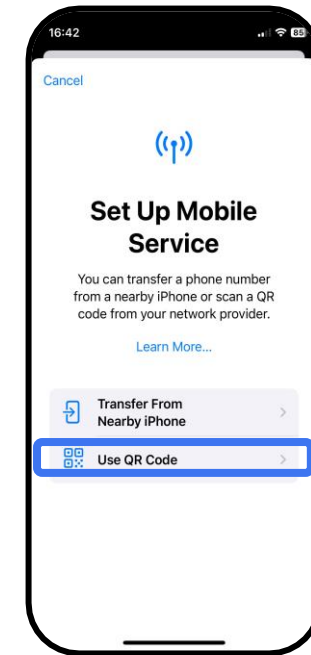 16:42
85
Cancel
Set Up Mobile
Service
You can transfer a phone number
from a nearby iPhone or scan a QR
code from your network provider.
Learn More...
Transfer From
Nearby iPhone
Use QR Code